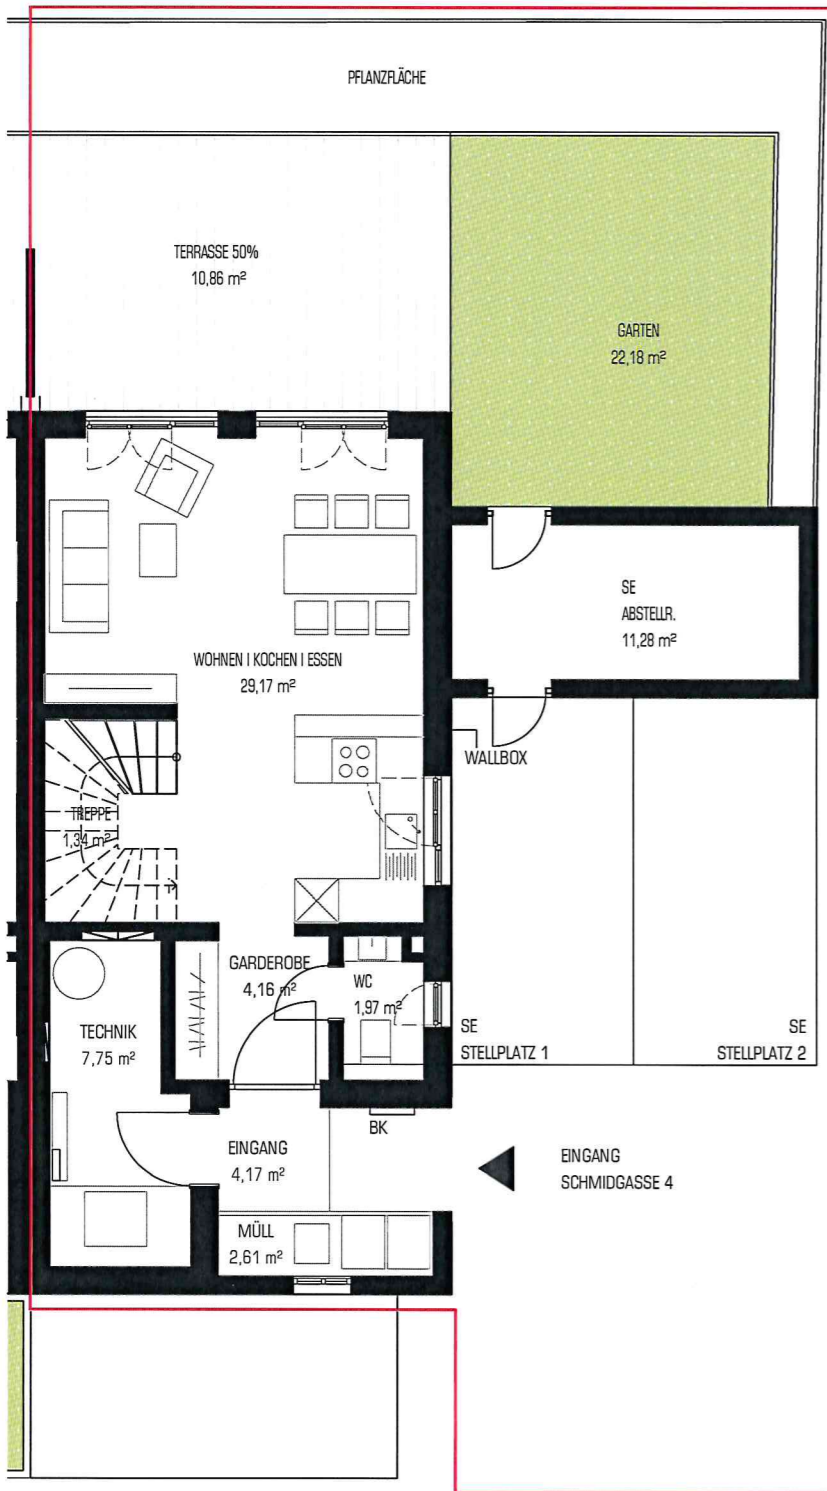 PFLANZFLÄCHE
TERRASSE 50%
10,86 m²
GARTEN
22,18 m²
SE
ABSTELLR.
11,28 m²
WOHNEN I KOCHEN I ESSEN
29,17 m²
WALLBOX
TREPPE
1,34 m²
GARDEROBE
4,16 m²
WC
1,97 m²
TECHNIK
7,75 m²
SE
STELLPLATZ 1
SE
STELLPLATZ 2
BK
EINGANG
4,17 m²
EINGANG
SCHMIDGASSE 4
MÜLL
2,61 m²